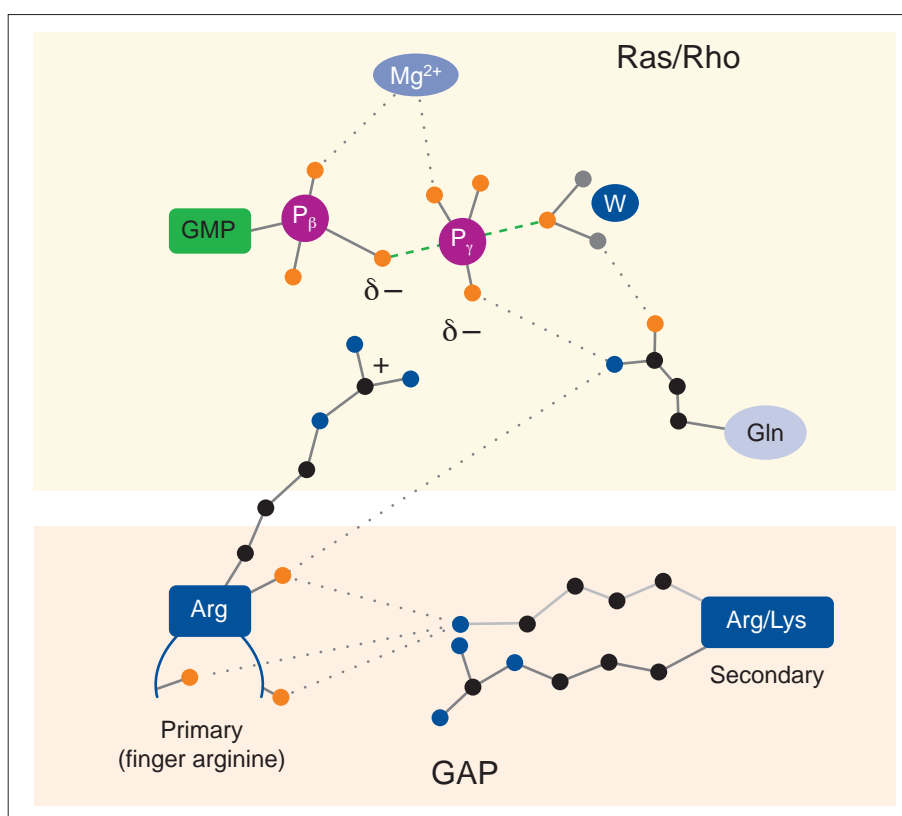 Ras/Rho
Mg²⁺
W
GMP
Pβ
Pγ
δ−
δ−
+
Gln
Arg
Arg/Lys
Secondary
Primary
(finger arginine)
GAP